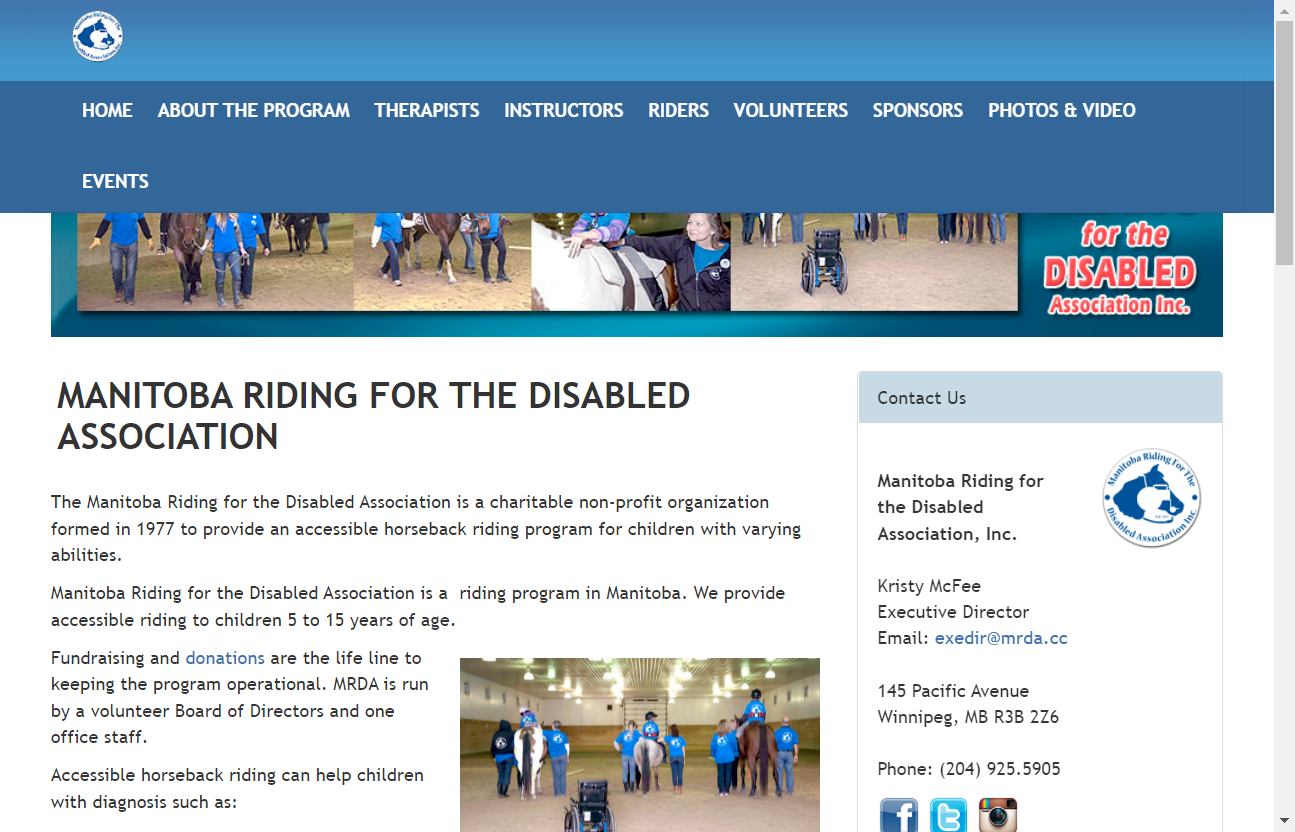 Manitoba Riding For The
Disabled Association Inc.
HOME ABOUT THE PROGRAM THERAPISTS INSTRUCTORS RIDERS VOLUNTEERS SPONSORS PHOTOS & VIDEO
EVENTS
for the
DISABLED
Association Inc.
MANITOBA RIDING FOR THE DISABLED
ASSOCIATION
The Manitoba Riding for the Disabled Association is a charitable non-profit organization
formed in 1977 to provide an accessible horseback riding program for children with varying
abilities.
Manitoba Riding for the Disabled Association is a riding program in Manitoba. We provide
accessible riding to children 5 to 15 years of age.
Fundraising and donations are the life line to
keeping the program operational. MRDA is run
by a volunteer Board of Directors and one
office staff.
Accessible horseback riding can help children
with diagnosis such as:
Contact Us
Manitoba Riding for
the Disabled
Association, Inc.
Manitoba Riding For The
Disabled Association Inc.
Kristy McFee
Executive Director
Email: exedir@mrda.cc
145 Pacific Avenue
Winnipeg, MB R3B 2Z6
Phone: (204) 925.5905